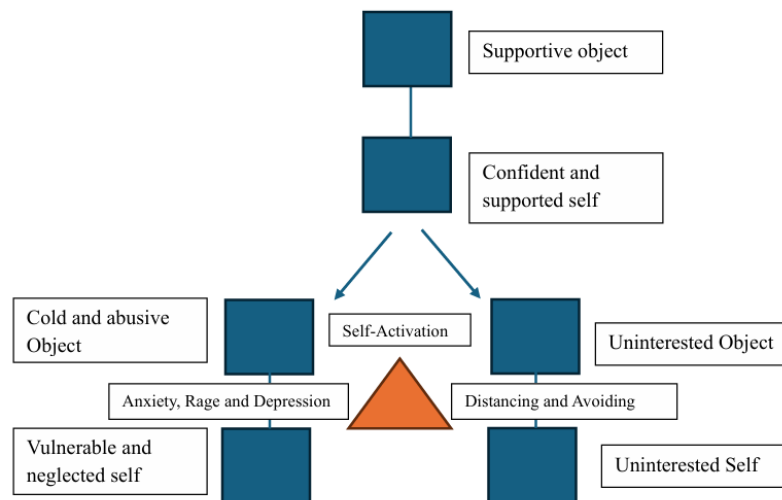 Supportive object
Confident and
supported self
Cold and abusive
Object
Self-Activation
Uninterested Object
Anxiety, Rage and Depression
Distancing and Avoiding
Vulnerable and
neglected self
Uninterested Self